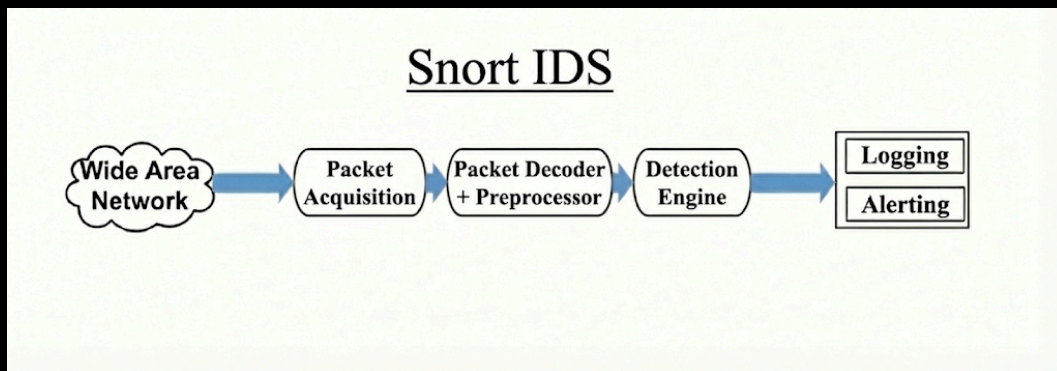 Snort IDS
Wide Area
Network
Packet
Acquisition
Packet Decoder
+ Preprocessor
Detection
Engine
Logging
Alerting